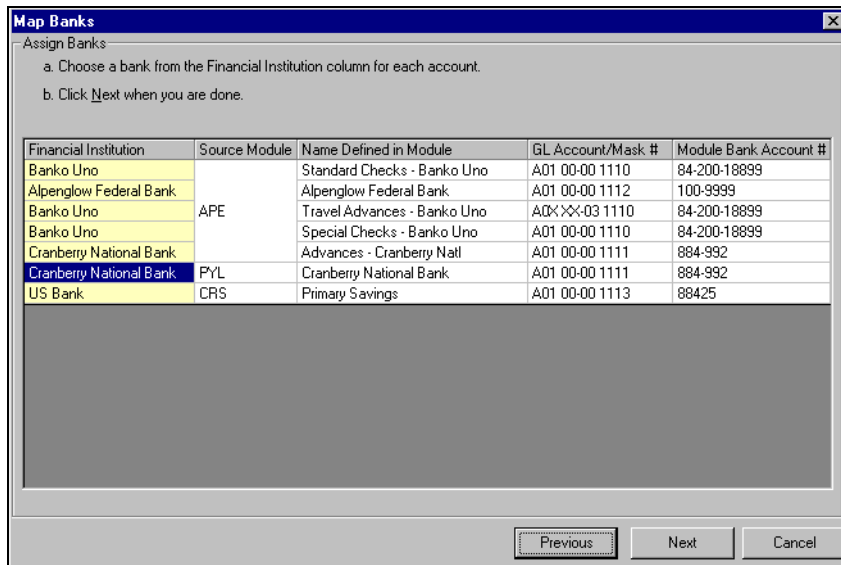 Map Banks
Assign Banks
a. Choose a bank from the Financial Institution column for each account.
b. Click Next when you are done.
Financial Institution Source Module Name Defined in Module GL Account/Mask # Module Bank Account #
Banko Uno Standard Checks - Banko Uno A01 00-00 1110 84-200-18899
Alpenglow Federal Bank Alpenglow Federal Bank A01 00-00 1112 100-9999
Banko Uno APE Travel Advances - Banko Uno A0X XX-03 1110 84-200-18899
Banko Uno Special Checks - Banko Uno A01 00-00 1110 84-200-18899
Cranberry National Bank Advances - Cranberry Natl A01 00-00 1111 884-992
Cranberry National Bank PYL Cranberry National Bank A01 00-00 1111 884-992
US Bank CRS Primary Savings A01 00-00 1113 88425
Previous Next Cancel